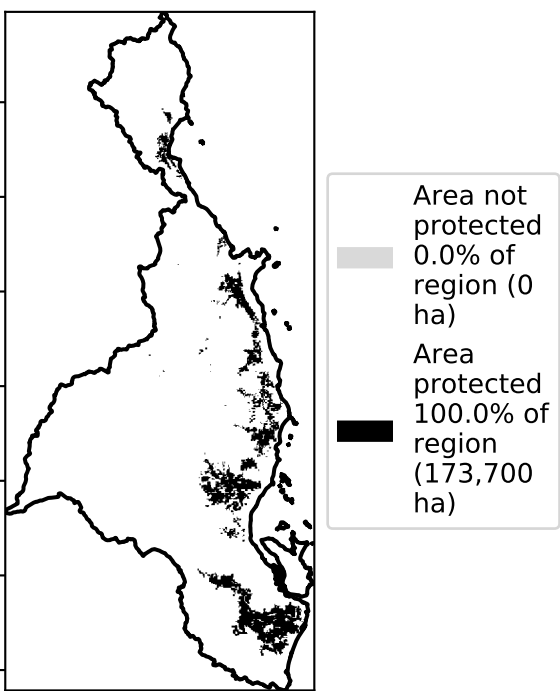 Area not
protected
0.0% of
region (0
ha)
Area
protected
100.0% of
region
(173,700
ha)